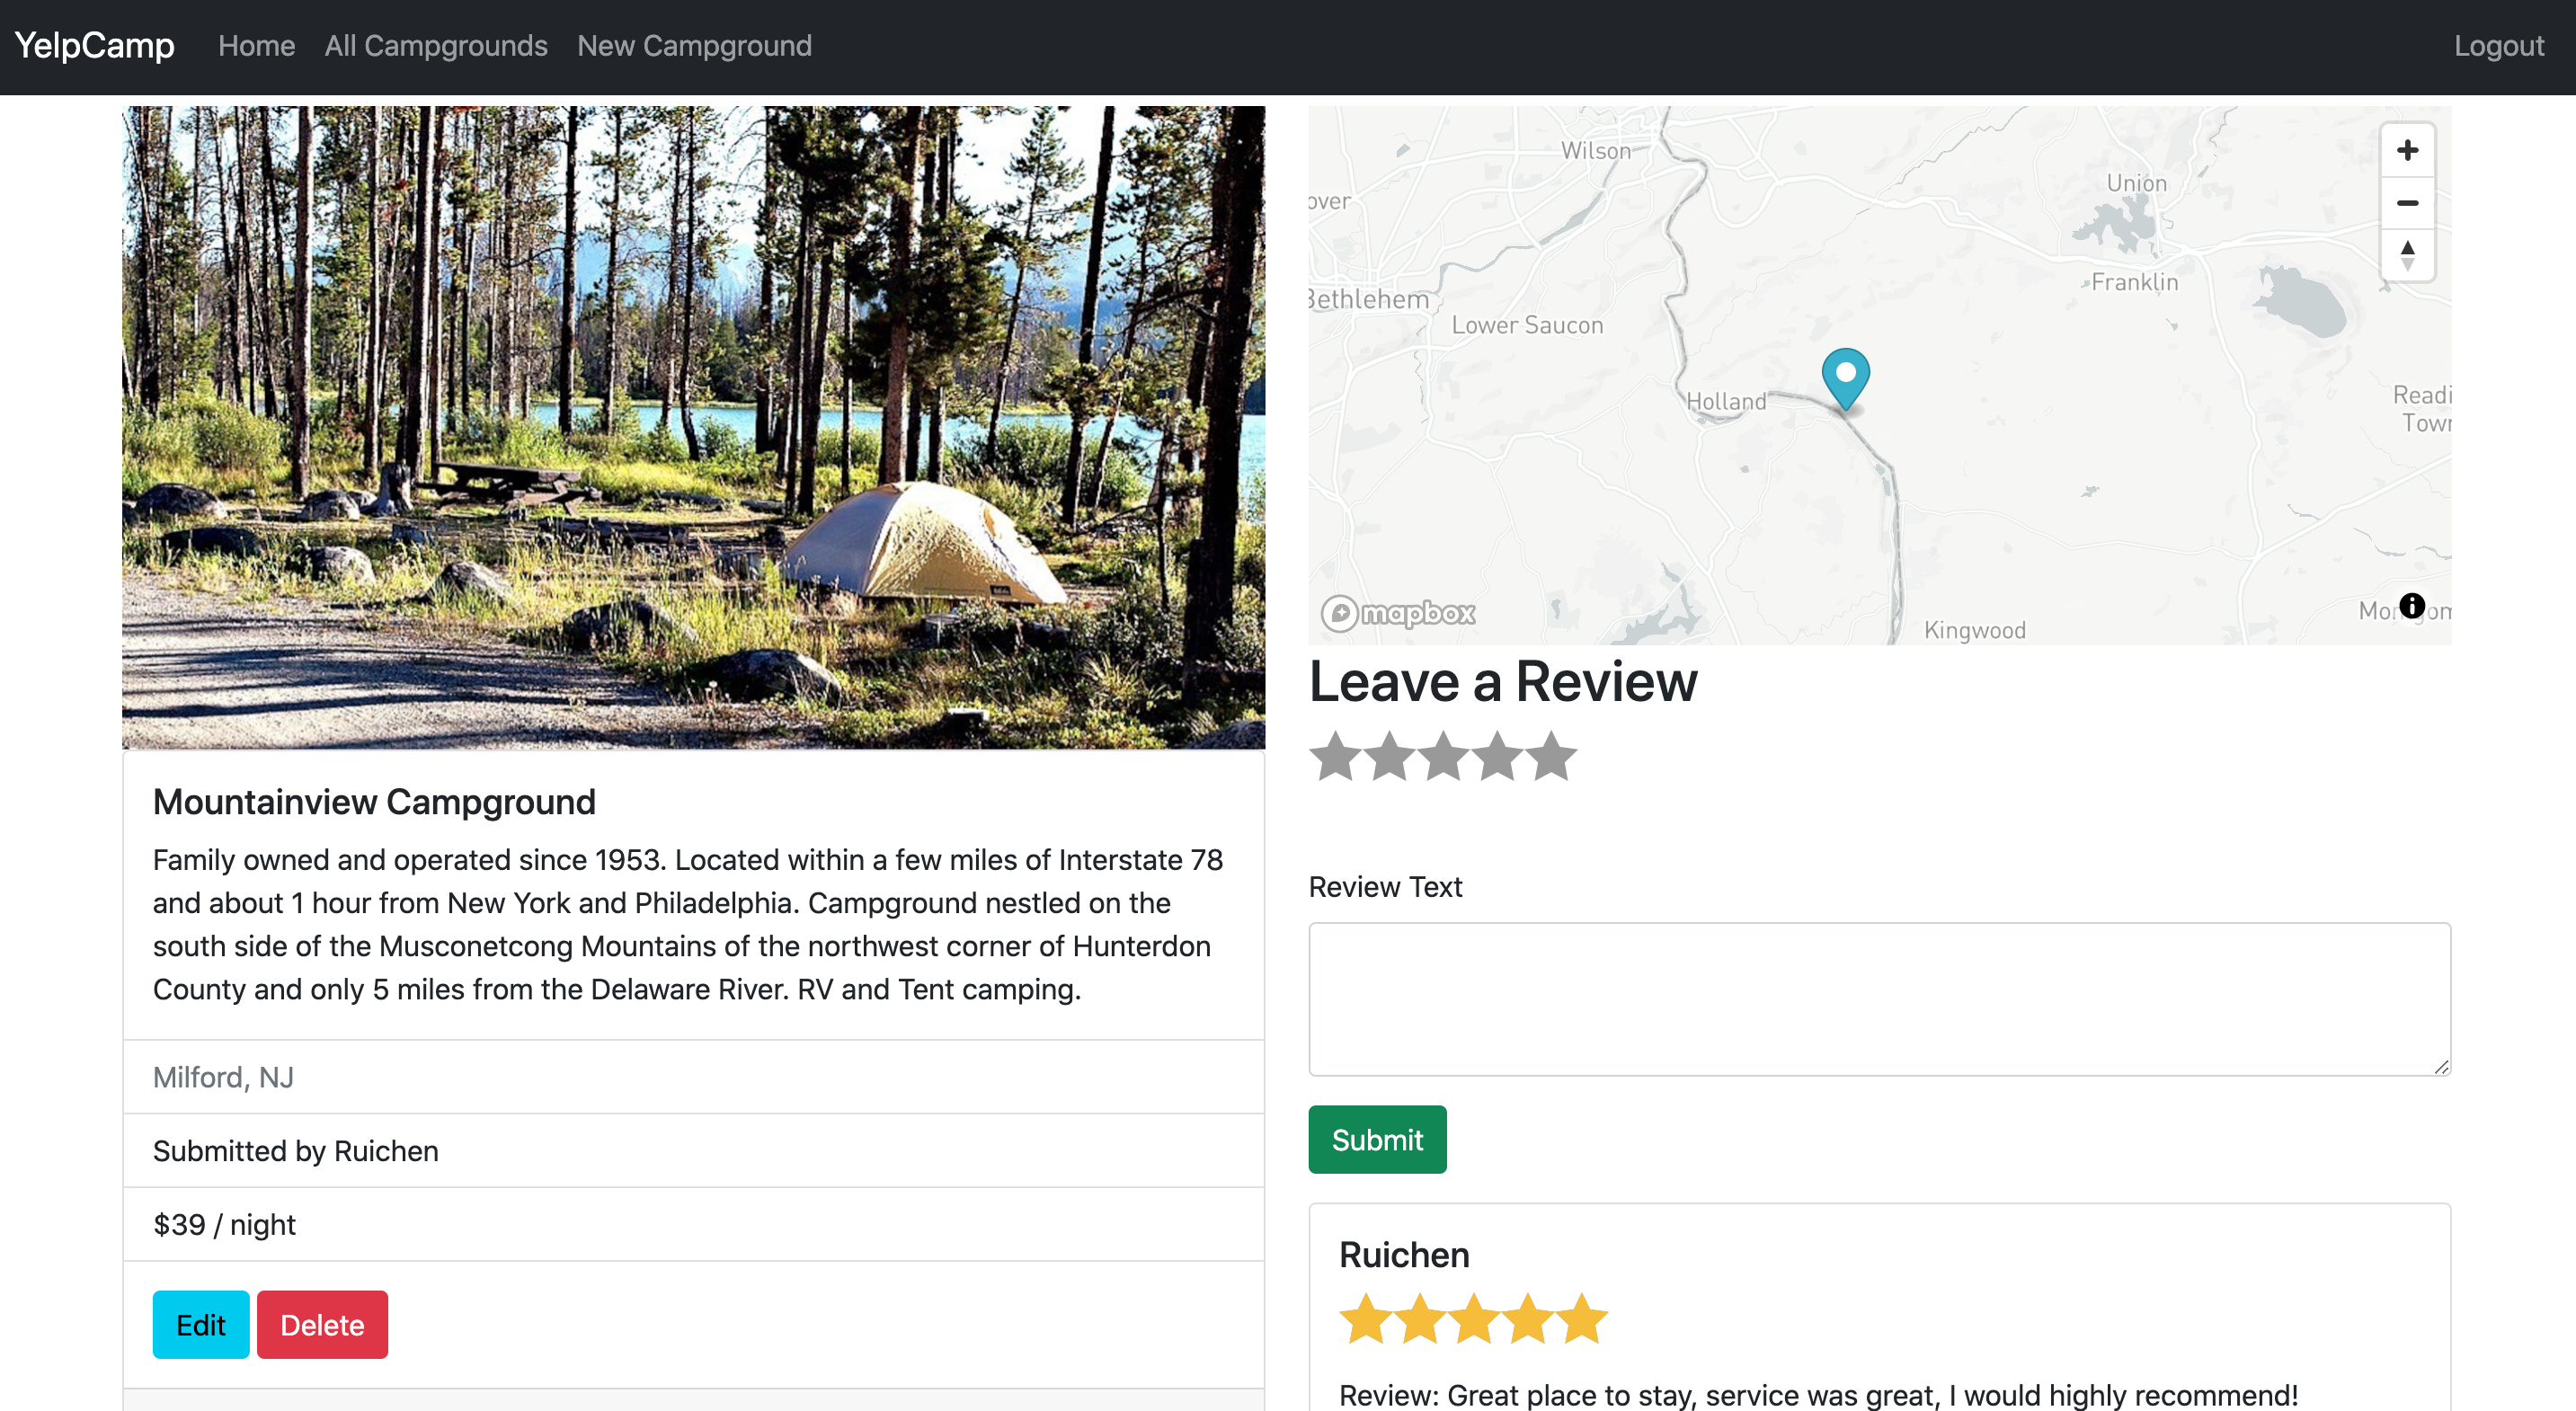 YelpCamp Home All Campgrounds New Campground Logout
Wilson
Union
over
Franklin
Bethlehem
Lower Saucon
Holland
Readi
Town
Kingwood
mapbox
Mountainview Campground
Family owned and operated since 1953. Located within a few miles of Interstate 78
and about 1 hour from New York and Philadelphia. Campground nestled on the
south side of the Musconetcong Mountains of the northwest corner of Hunterdon
County and only 5 miles from the Delaware River. RV and Tent camping.
Milford, NJ
Submitted by Ruichen
$39 / night
Edit Delete
Leave a Review
Review Text
Submit
Ruichen
Review: Great place to stay, service was great, I would highly recommend!